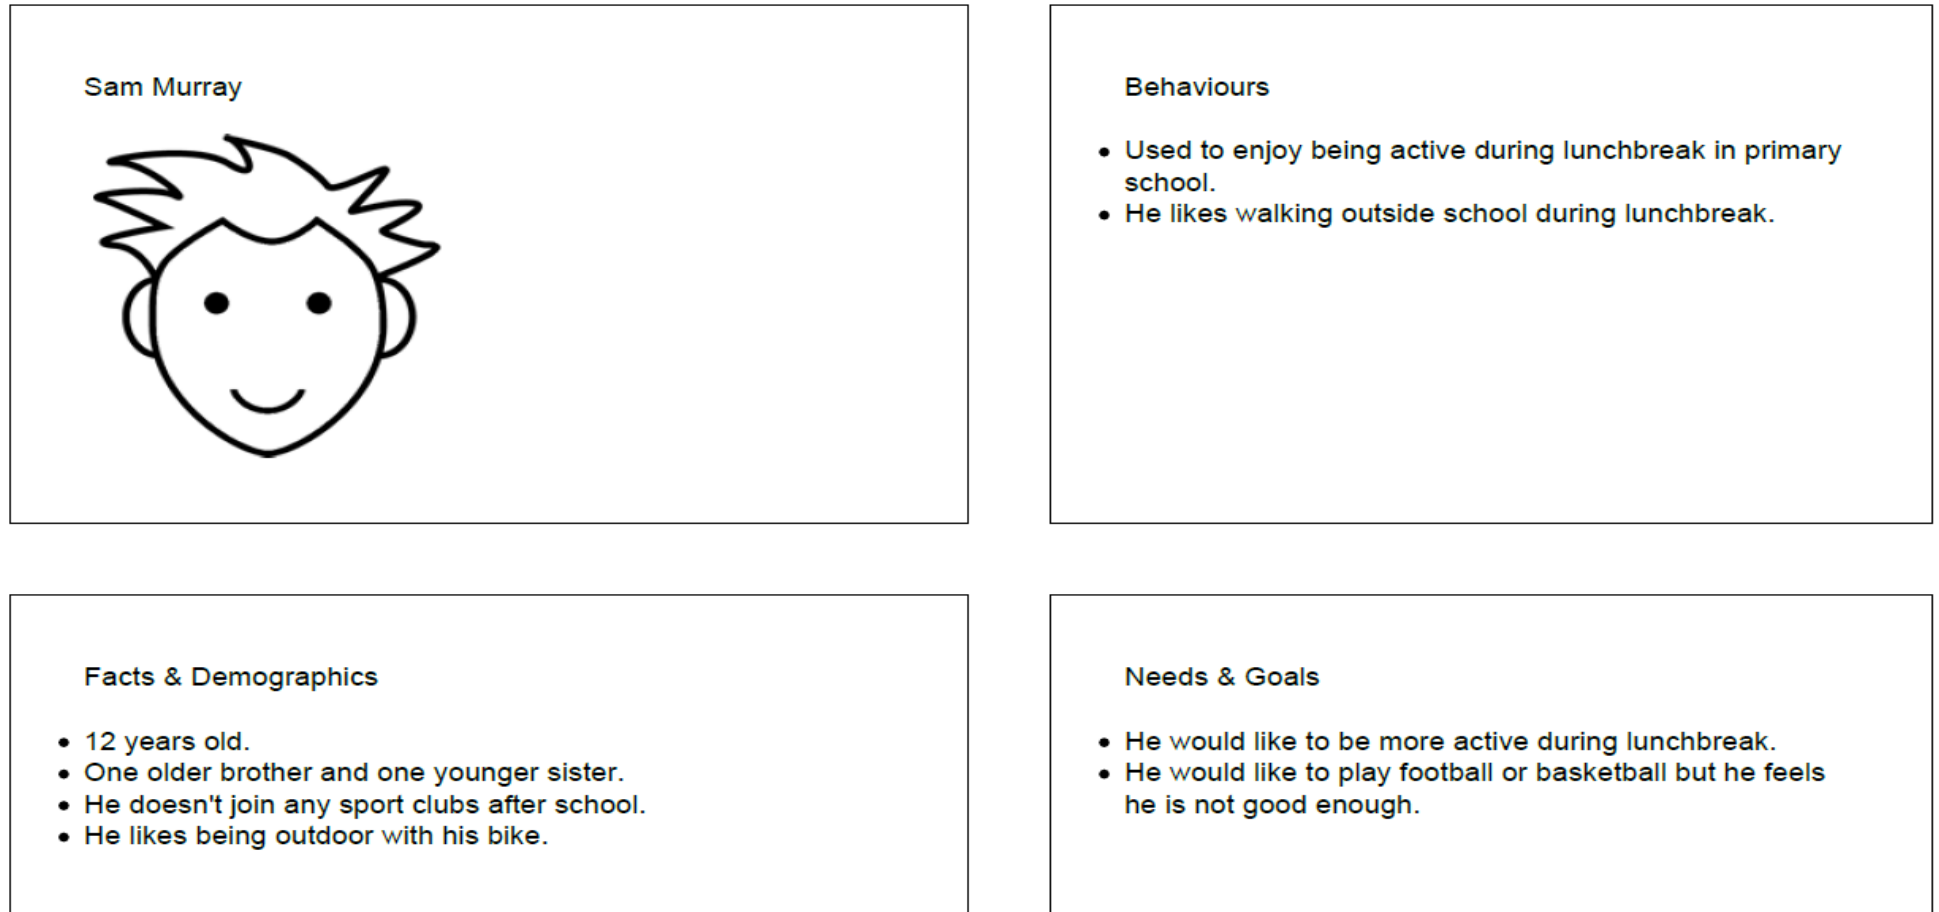 Sam Murray
Behaviours
• Used to enjoy being active during lunchbreak in primary
school.
• He likes walking outside school during lunchbreak.
Facts & Demographics
• 12 years old.
• One older brother and one younger sister.
• He doesn't join any sport clubs after school.
• He likes being outdoor with his bike.
Needs & Goals
• He would like to be more active during lunchbreak.
• He would like to play football or basketball but he feels
he is not good enough.